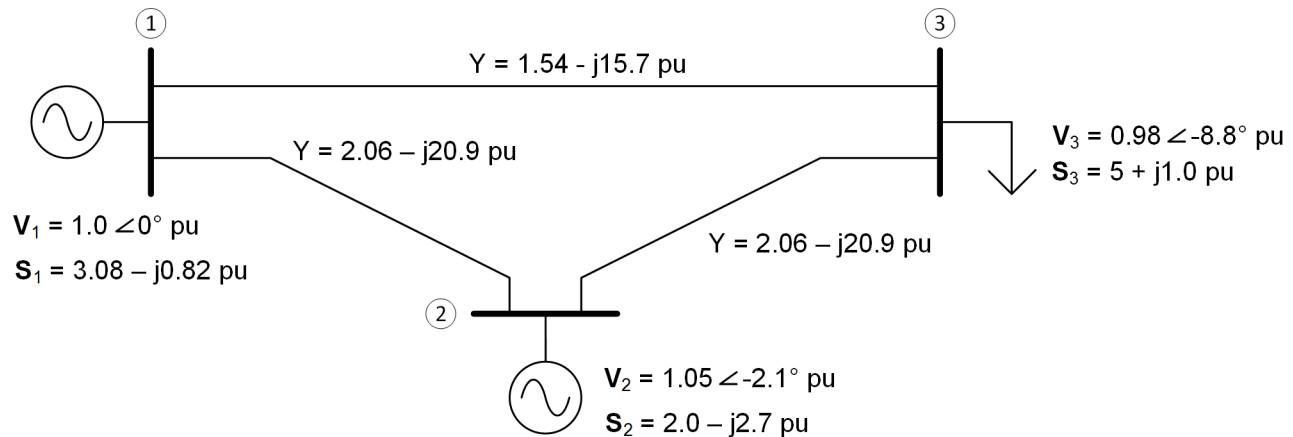 1
3
Y = 1.54 - j15.7 pu
Y = 2.06 – j20.9 pu
V₃ = 0.98 ∠-8.8° pu
S₃ = 5 + j1.0 pu
V₁ = 1.0 ∠0° pu
S₁ = 3.08 – j0.82 pu
Y = 2.06 – j20.9 pu
2
V₂ = 1.05 ∠-2.1° pu
S₂ = 2.0 – j2.7 pu